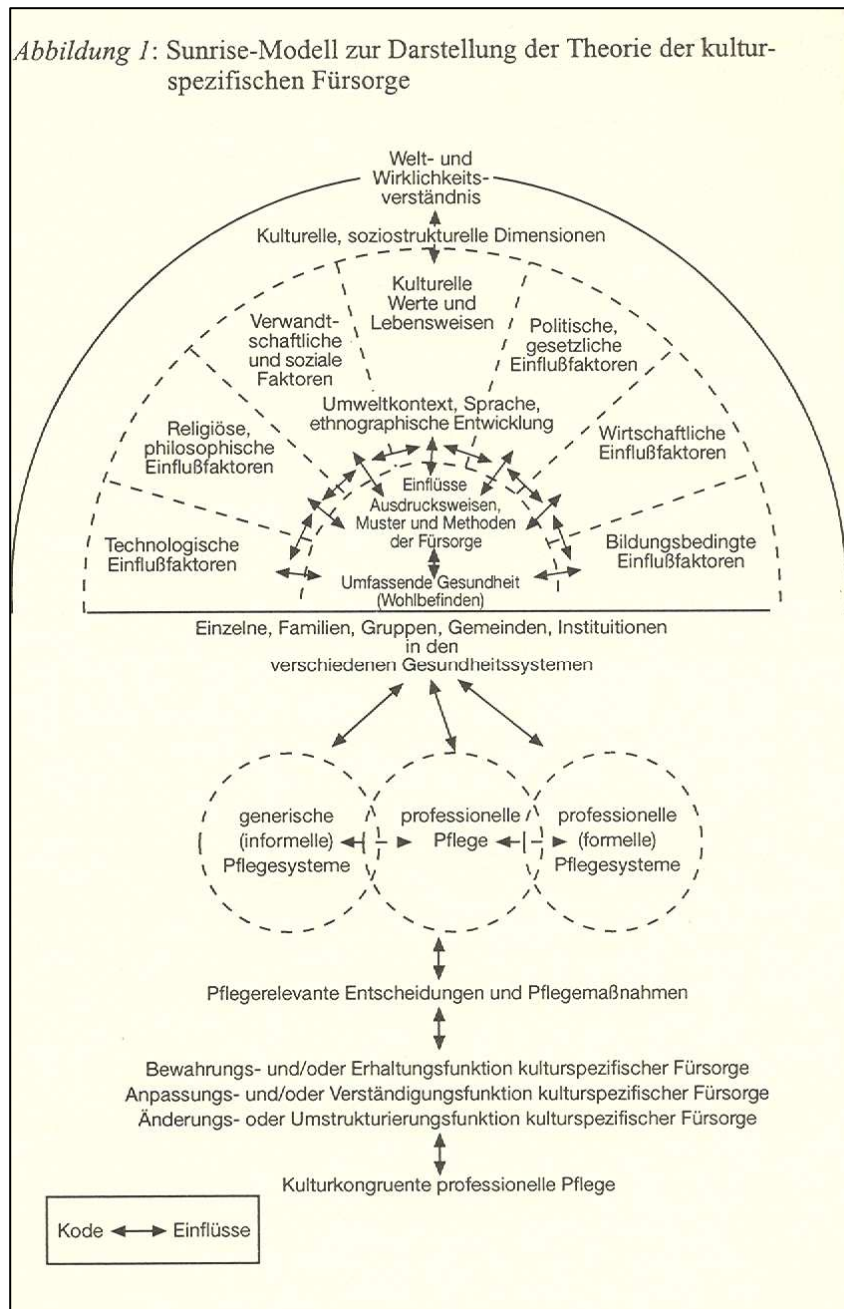 Abbildung 1: Sunrise-Modell zur Darstellung der Theorie der kultur-
spezifischen Fürsorge
Welt- und
Wirklichkeits-
verständnis
Kulturelle, soziostrukturelle Dimensionen
Kulturelle
Werte und
Lebensweisen
Verwandt-
schaftliche
und soziale
Faktoren
Politische,
gesetzliche
Einflußfaktoren
Religiöse,
philosophische
Einflußfaktoren
Umweltkontext, Sprache,
ethnographische Entwicklung
Wirtschaftliche
Einflußfaktoren
Technologische
Einflußfaktoren
Einflüsse
Ausdrucksweisen,
Muster und Methoden
der Fürsorge
Bildungsbedingte
Einflußfaktoren
Umfassende Gesundheit
(Wohlbefinden)
Einzelne, Familien, Gruppen, Gemeinden, Instituitionen
in den
verschiedenen Gesundheitssystemen
generische
(informelle)
Pflegesysteme
professionelle
Pflege
professionelle
(formelle)
Pflegesysteme
Pflegerelevante Entscheidungen und Pflegemaßnahmen
Bewahrungs- und/oder Erhaltungsfunktion kulturspezifischer Fürsorge
Anpassungs- und/oder Verständigungsfunktion kulturspezifischer Fürsorge
Änderungs- oder Umstrukturierungsfunktion kulturspezifischer Fürsorge
Kulturkongruente professionelle Pflege
Kode Einflüsse